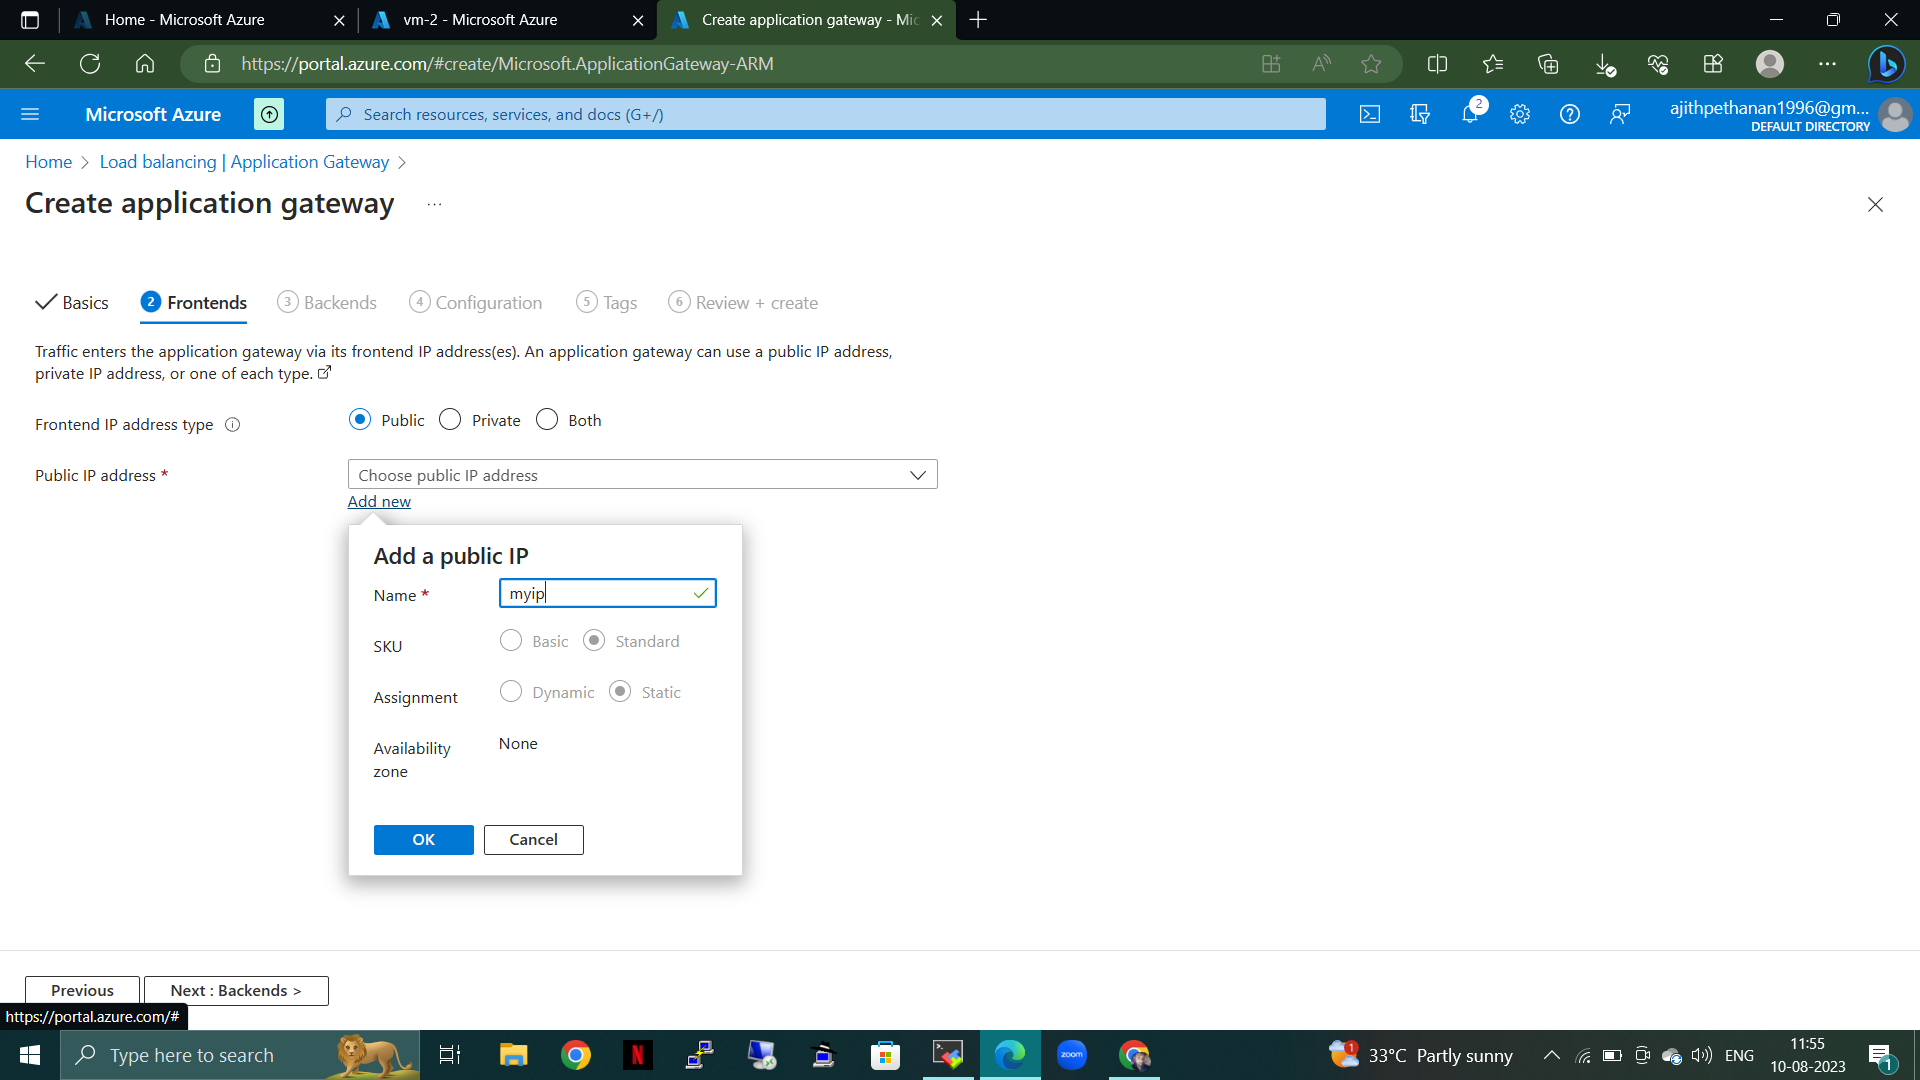 Home - Microsoft Azure
vm-2 - Microsoft Azure
Create application gateway - Mic
https://portal.azure.com/#create/Microsoft.ApplicationGateway-ARM
Microsoft Azure
Search resources, services, and docs (G+/)
2
ajithpethanan1996@gm...
DEFAULT DIRECTORY
Home > Load balancing | Application Gateway >
Create application gateway ...
Basics
2 Frontends
3 Backends
4 Configuration
5 Tags
6 Review + create
Traffic enters the application gateway via its frontend IP address(es). An application gateway can use a public IP address,
private IP address, or one of each type.
Frontend IP address type
Public Private Both
Public IP address *
Choose public IP address
Add new
Add a public IP
Name *
myip
SKU
Basic Standard
Assignment
Dynamic Static
Availability
zone
None
OK
Cancel
Previous
Next : Backends >
https://portal.azure.com/#
Type here to search
N
zoom
1
33°C Partly sunny
ENG
11:55
10-08-2023
1